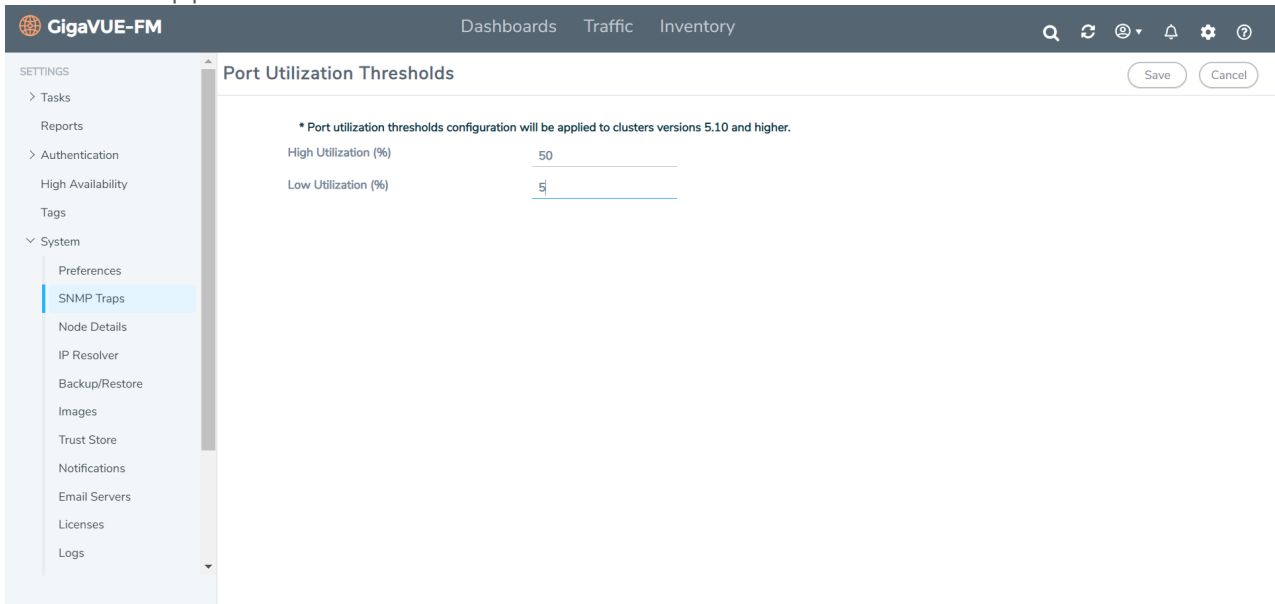 GigaVUE-FM
Dashboards Traffic Inventory
SETTINGS
Tasks
Reports
Authentication
High Availability
Tags
System
Preferences
SNMP Traps
Node Details
IP Resolver
Backup/Restore
Images
Trust Store
Notifications
Email Servers
Licenses
Logs
Port Utilization Thresholds
Save Cancel
* Port utilization thresholds configuration will be applied to clusters versions 5.10 and higher.
High Utilization (%) 50
Low Utilization (%) 5